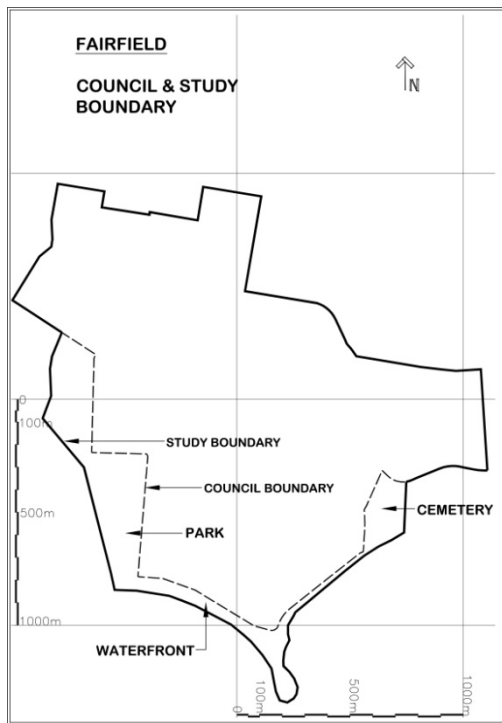 FAIRFIELD
COUNCIL & STUDY
BOUNDARY
N
0
100m
STUDY BOUNDARY
COUNCIL BOUNDARY
500m
CEMETERY
PARK
1000m
WATERFRONT
0
100m
500m
1000m